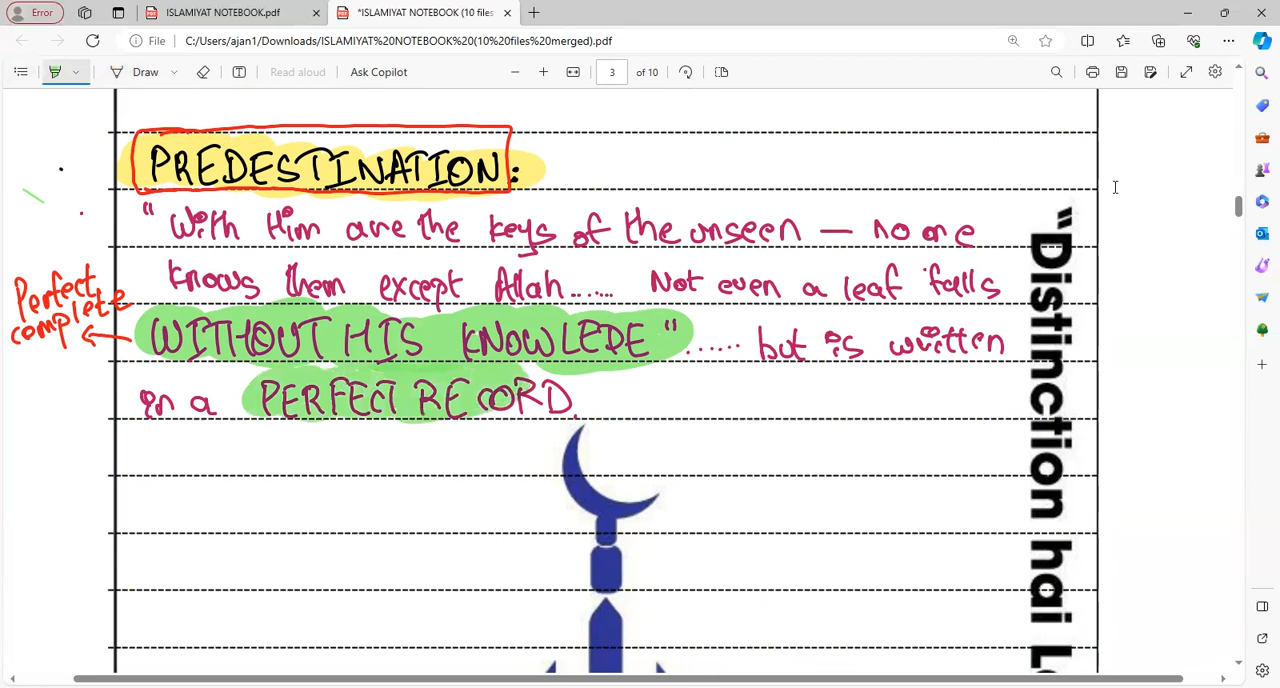 Error
ISLAMIYAT NOTEBOOK.pdf
*ISLAMIYAT NOTEBOOK (10 files
File
C:/Users/ajan1/Downloads/ISLAMIYAT%20NOTEBOOK%20(10%20files%20merged).pdf
Draw
Read aloud
Ask Copilot
3 of 10
PREDESTINATION:
"With Him are the keys of the unseen — no one
knows them except Allah...... Not even a leaf falls
WITHOUT HIS KNOWLEDE"...... but is written
in a PERFECT RECORD.
Perfect
complete
"Distinction hai L